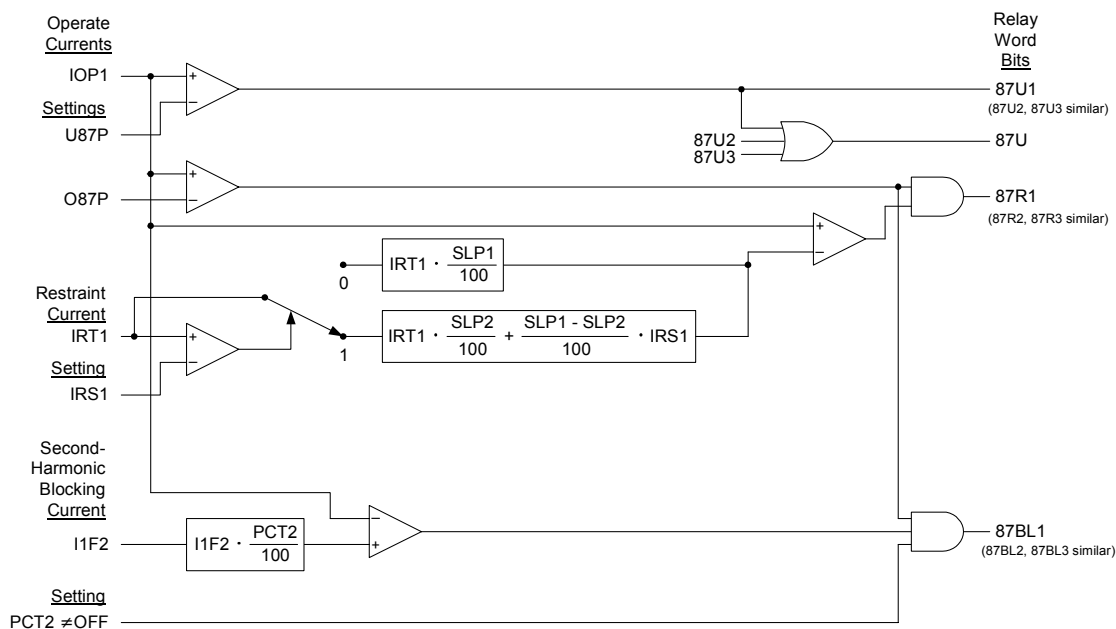 Operate
Currents
IOP1
Settings
U87P
O87P
Restraint
Current
IRT1
Setting
IRS1
Second-
Harmonic
Blocking
Current
I1F2
Setting
PCT2 ≠OFF
+
−
+
−
0
IRT1 · SLP1
100
+
−
1
IRT1 · SLP2 + SLP1 - SLP2 · IRS1
100 100
+
−
I1F2 · PCT2
100
−
+
87U2
87U3
Relay
Word
Bits
87U1
(87U2, 87U3 similar)
87U
87R1
(87R2, 87R3 similar)
87BL1
(87BL2, 87BL3 similar)